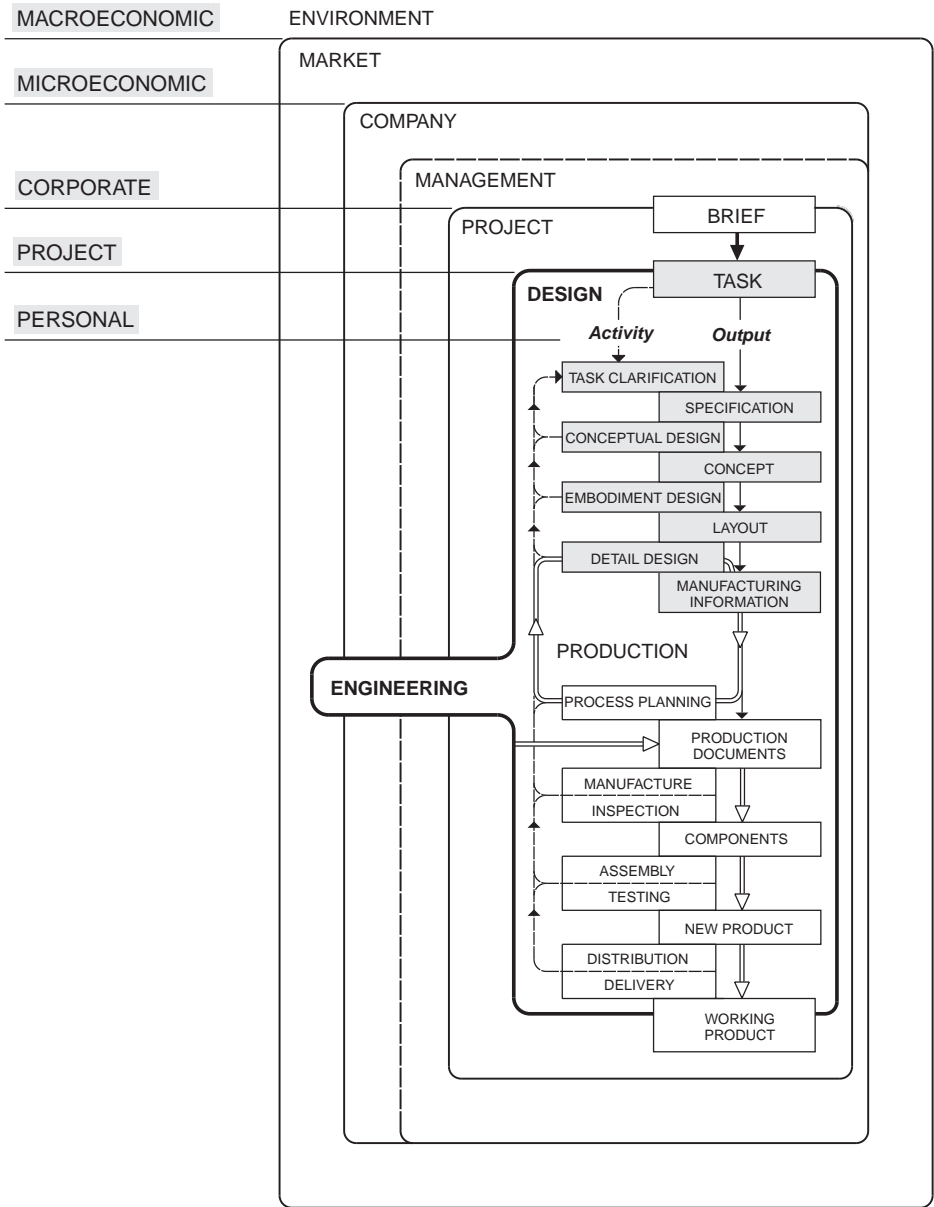 MACROECONOMIC
ENVIRONMENT
MARKET
MICROECONOMIC
COMPANY
CORPORATE
MANAGEMENT
BRIEF
PROJECT
PROJECT
TASK
DESIGN
PERSONAL
Activity
Output
TASK CLARIFICATION
SPECIFICATION
CONCEPTUAL DESIGN
CONCEPT
EMBODIMENT DESIGN
LAYOUT
DETAIL DESIGN
MANUFACTURING
INFORMATION
PRODUCTION
ENGINEERING
PROCESS PLANNING
PRODUCTION
DOCUMENTS
MANUFACTURE
INSPECTION
COMPONENTS
ASSEMBLY
TESTING
NEW PRODUCT
DISTRIBUTION
DELIVERY
WORKING
PRODUCT